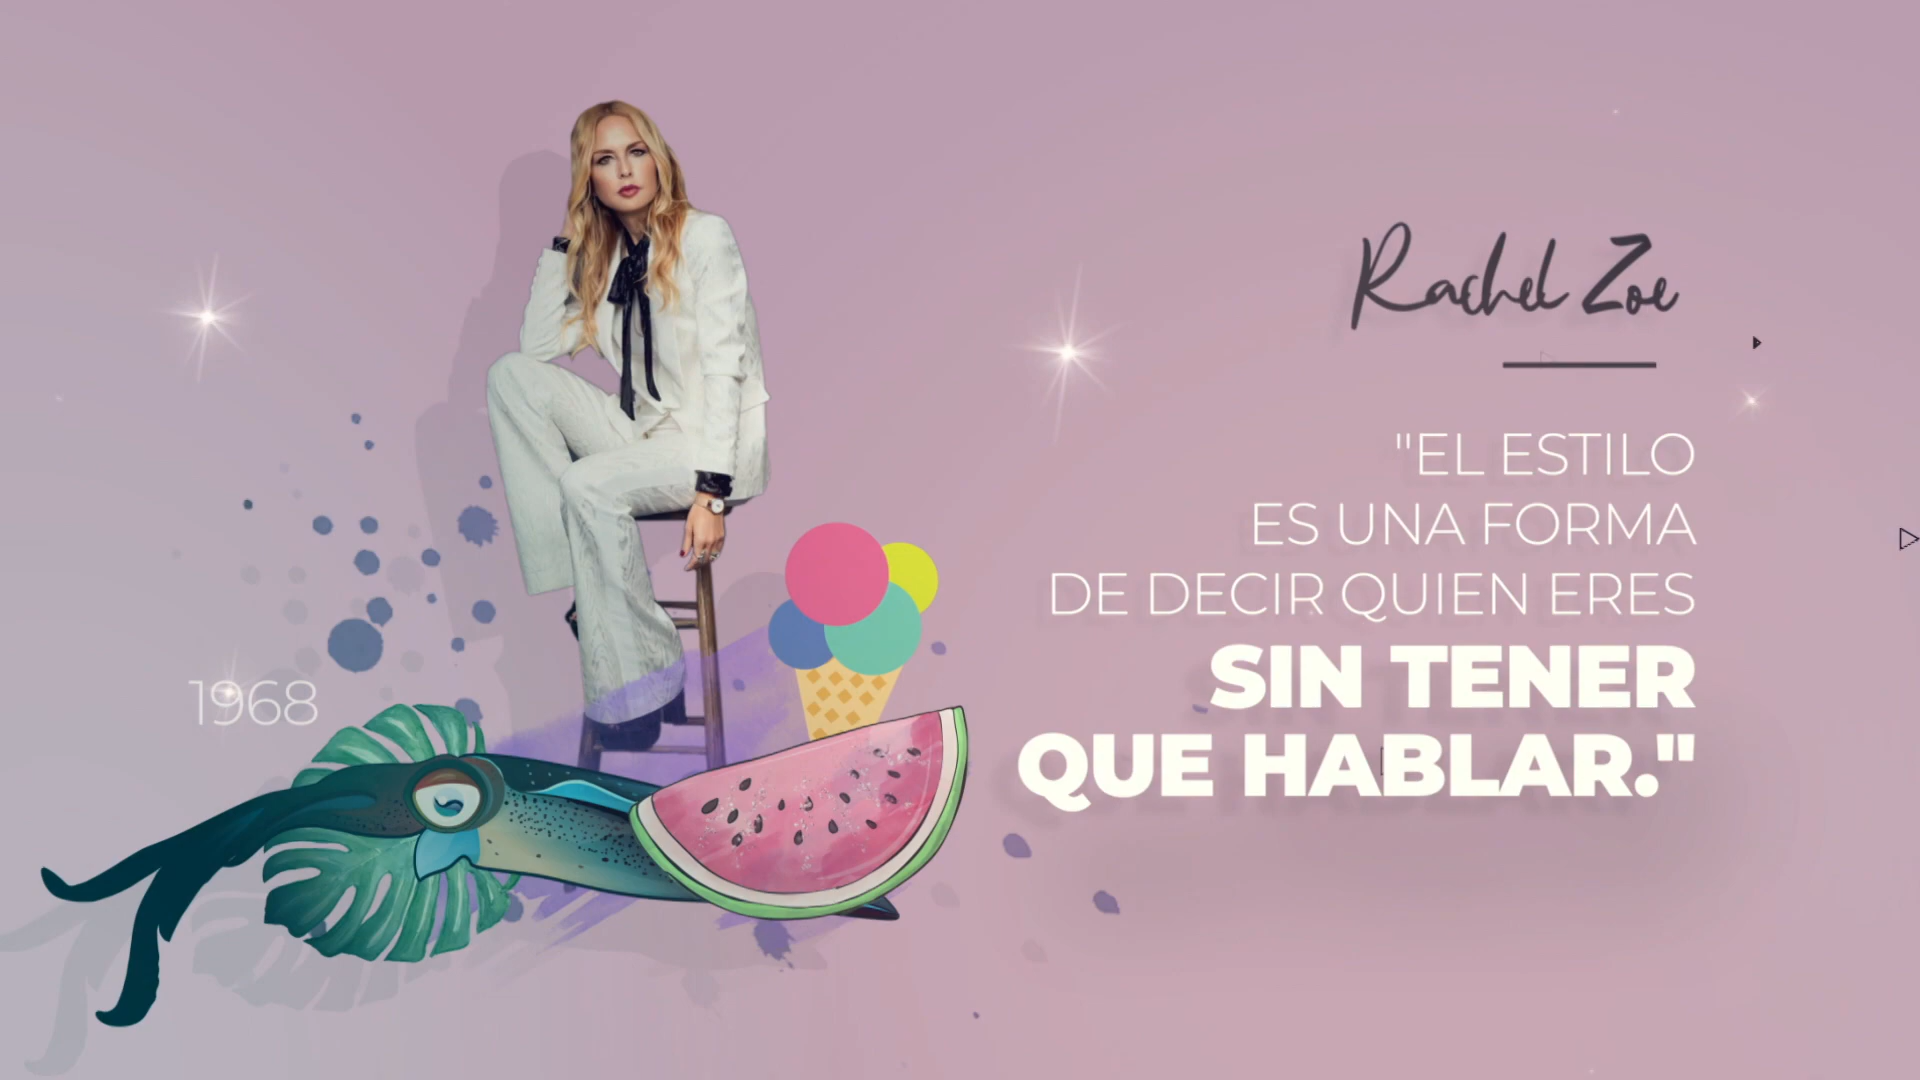 Rachel Zoe
"EL ESTILO
ES UNA FORMA
DE DECIR QUIEN ERES
SIN TENER
QUE HABLAR."
1968